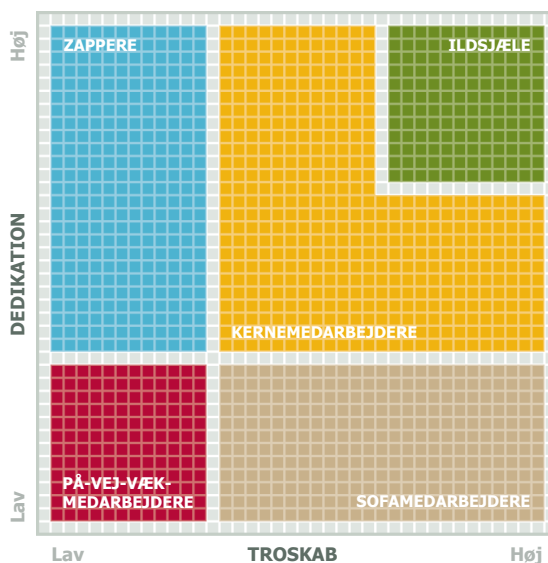 Høj
ZAPPERE
ILDSJÆLE
DEDIKATION
KERNEMEDARBEJDERE
PÅ-VEJ-VÆK-
MEDARBEJDERE
SOFAMEDARBEJDERE
Lav
Lav
TROSKAB
Høj